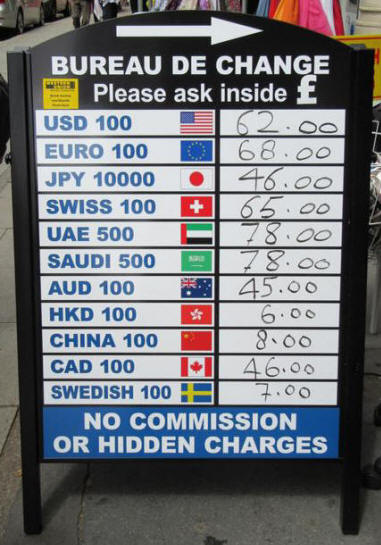 BUREAU DE CHANGE
Please ask inside £
WESTERN UNION
USD 100 62.00
EURO 100 68.00
JPY 10000 46.00
SWISS 100 65.00
UAE 500 78.00
SAUDI 500 78.00
AUD 100 45.00
HKD 100 6.00
CHINA 100 8.00
CAD 100 46.00
SWEDISH 100 7.00
NO COMMISSION
OR HIDDEN CHARGES